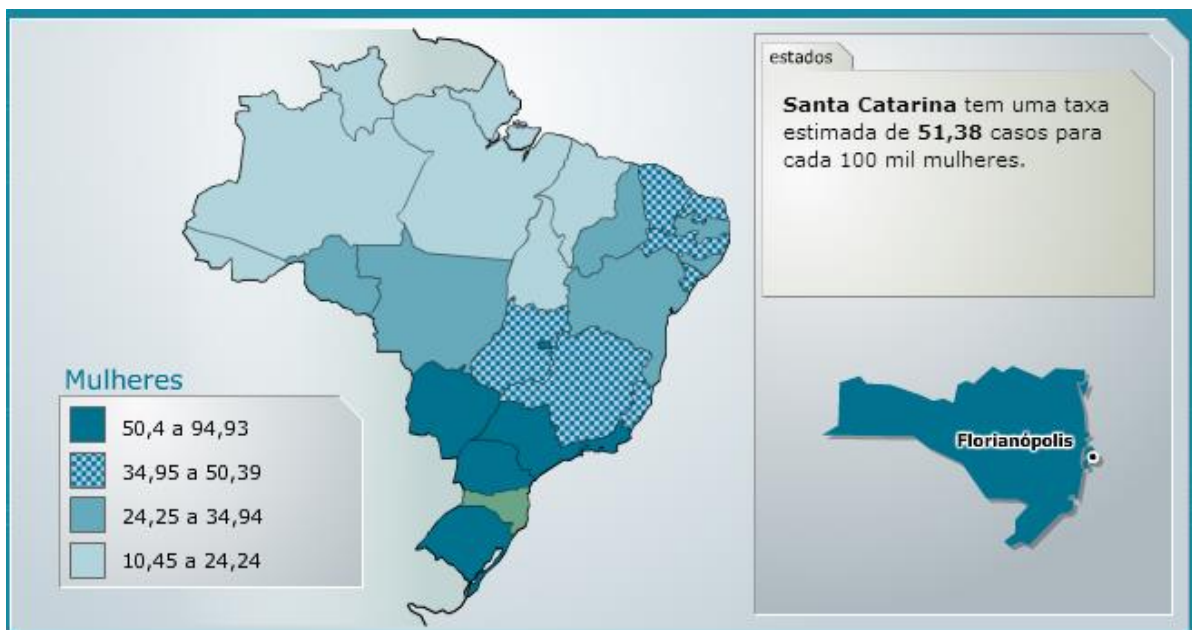 estados
Santa Catarina tem uma taxa
estimada de 51,38 casos para
cada 100 mil mulheres.
Mulheres
50,4 a 94,93
34,95 a 50,39
24,25 a 34,94
10,45 a 24,24
Florianópolis